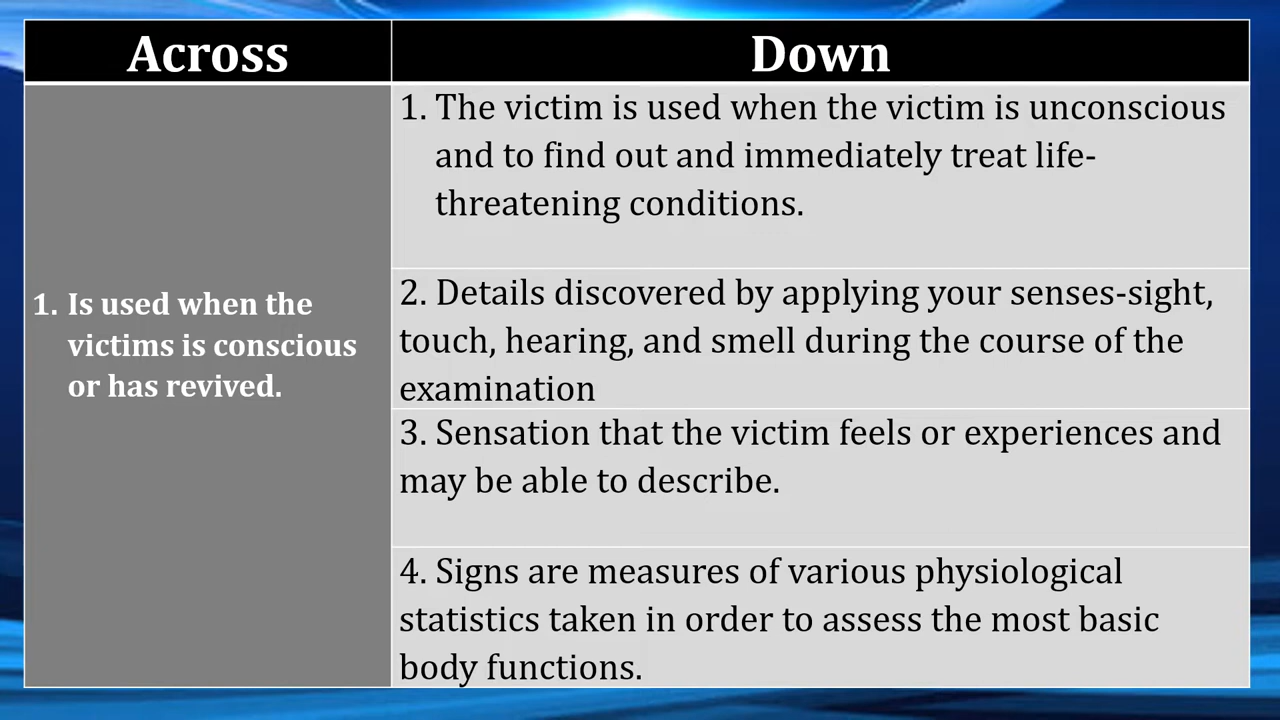 Across
Down
1. Is used when the
victims is conscious
or has revived.
1. The victim is used when the victim is unconscious
and to find out and immediately treat life-
threatening conditions.
2. Details discovered by applying your senses-sight,
touch, hearing, and smell during the course of the
examination
3. Sensation that the victim feels or experiences and
may be able to describe.
4. Signs are measures of various physiological
statistics taken in order to assess the most basic
body functions.